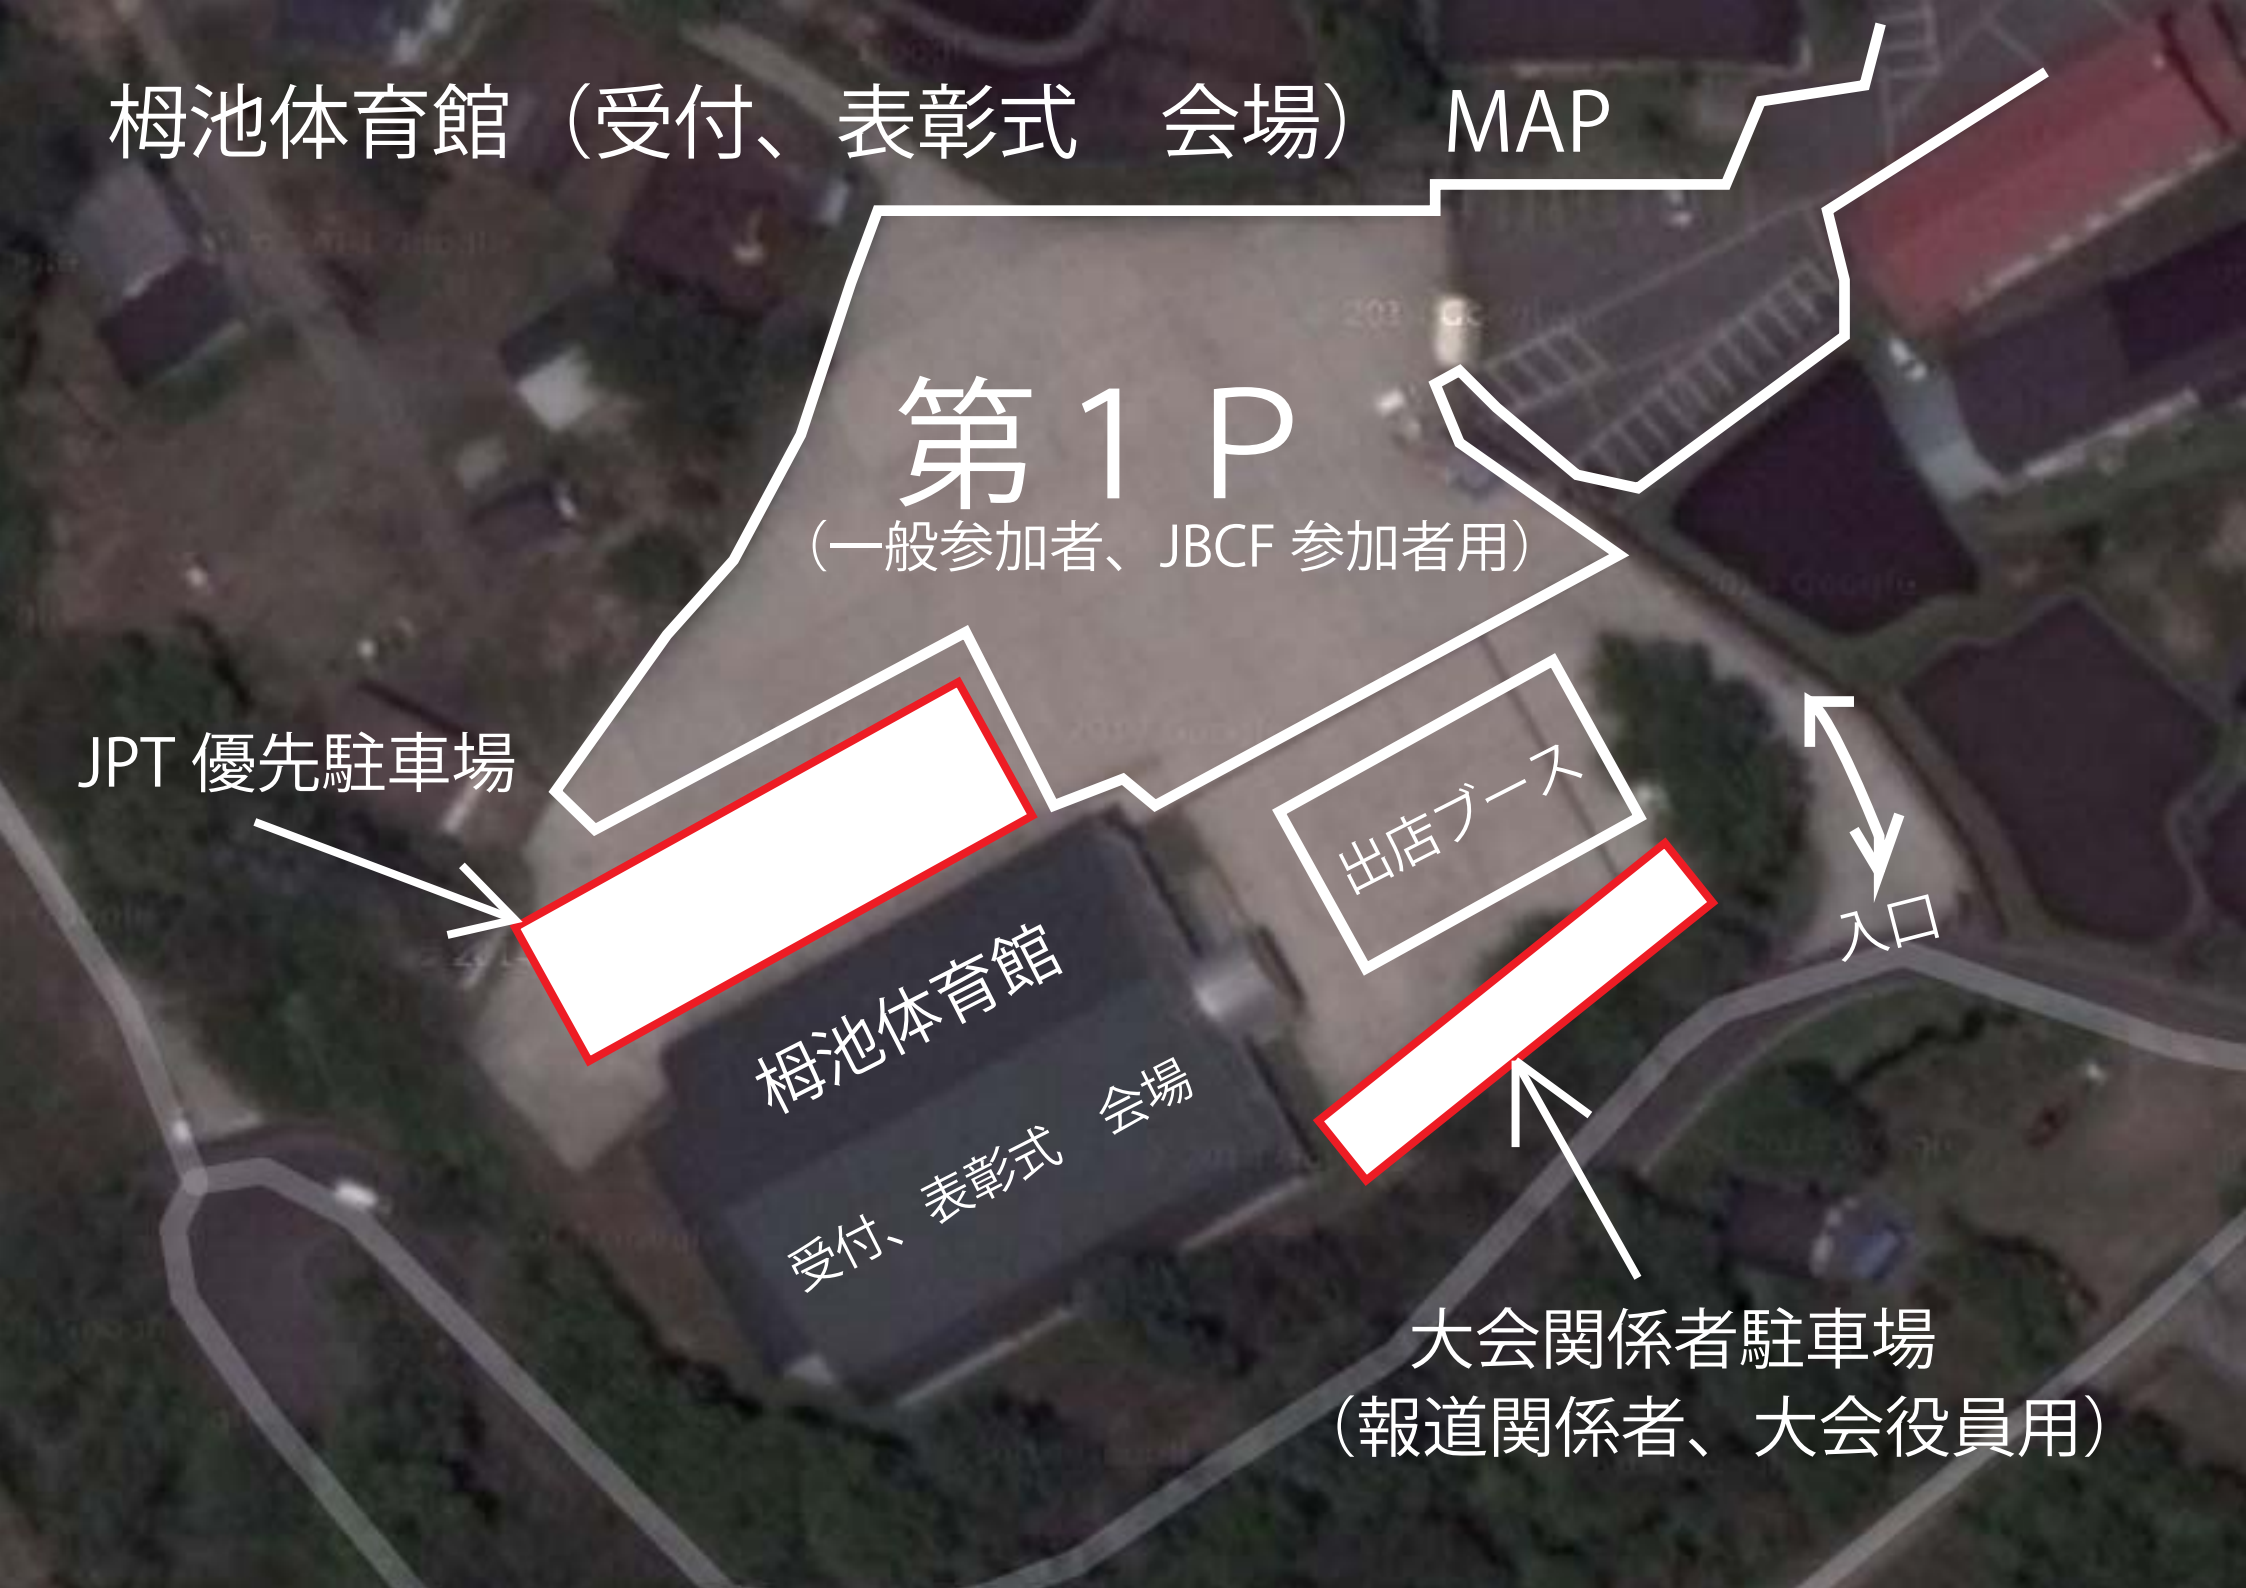 栂池体育館（受付、表彰式　会場）　MAP
第１Ｐ
（一般参加者、JBCF 参加者用）
JPT 優先駐車場
出店ブース
入口
栂池体育館
受付、表彰式　会場
大会関係者駐車場
（報道関係者、大会役員用）